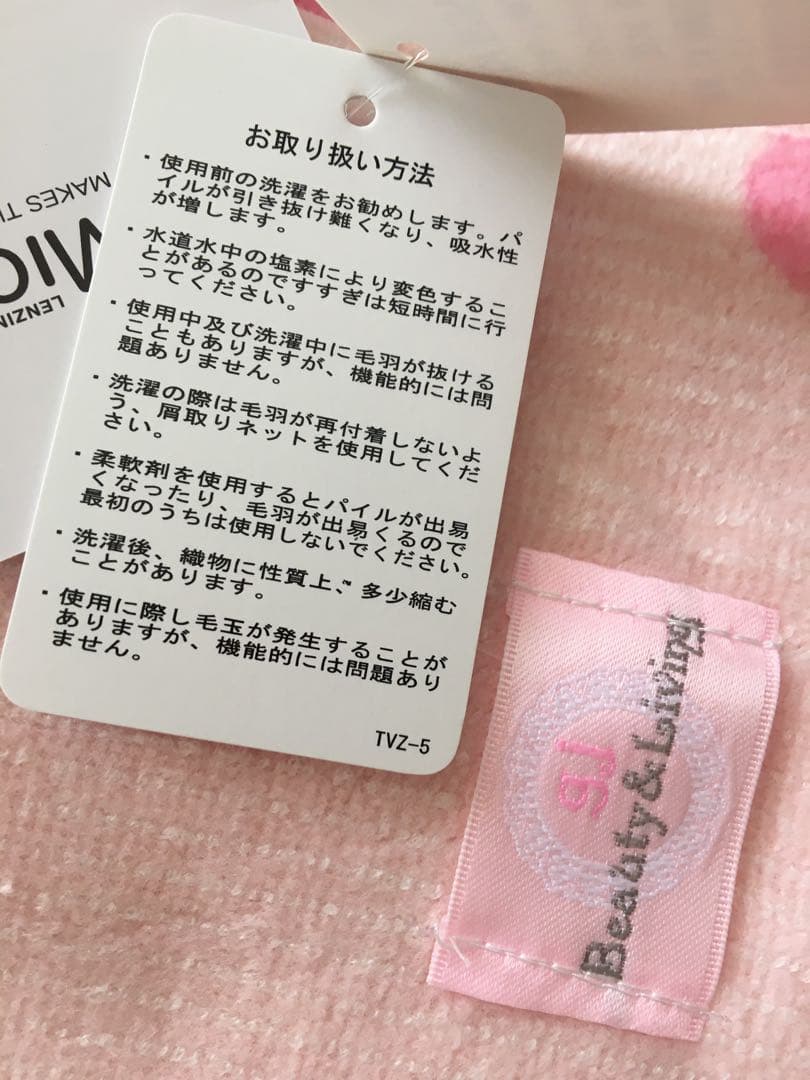 お取り扱い方法
・使用前の洗濯をお勧めします。パ
イルが引き抜け難くなり、吸水性
が増します。
・水道水中の塩素により変色するこ
とがあるのですすぎは短時間に行
ってください。
・使用中及び洗濯中に毛羽が抜ける
こともありますが、機能的には問
題ありません。
・洗濯の際は毛羽が再付着しないよ
う、屑取りネットを使用してくだ
さい。
・柔軟剤を使用するとパイルが出易
くなったり、毛羽が出易くるので
最初のうちは使用しないでください。
・洗濯後、織物に性質上、多少縮む
ことがあります。
・使用に際し毛玉が発生することが
ありますが、機能的には問題あり
ません。
TVZ-5
LENZIN
MIC
MAKES TH
gJ
Beauty&Living